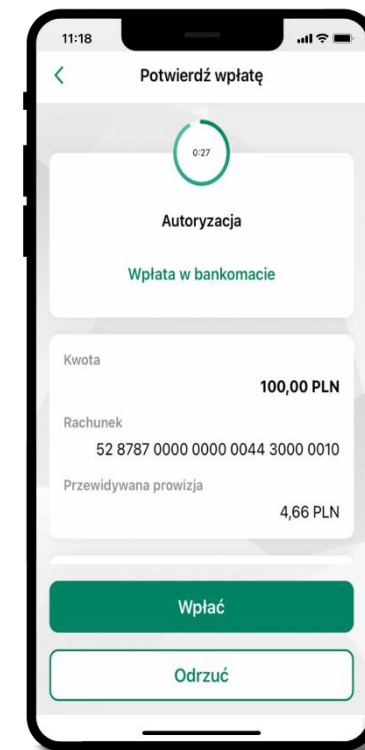 11:18
Potwierdź wpłatę
0:27
Autoryzacja
Wpłata w bankomacie
Kwota
100,00 PLN
Rachunek
52 8787 0000 0000 0044 3000 0010
Przewidywana prowizja
4,66 PLN
Wpłać
Odrzuć